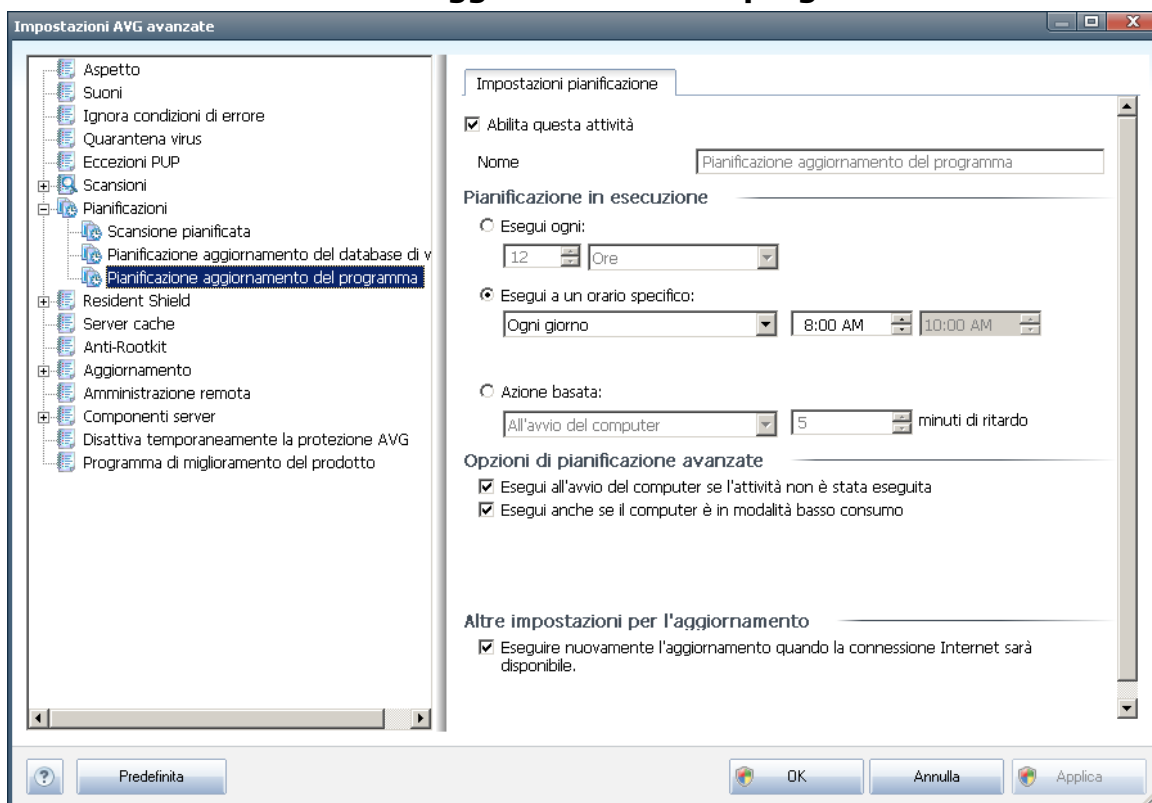 Impostazioni AVG avanzate
Aspetto
Suoni
Ignora condizioni di errore
Quarantena virus
Eccezioni PUP
Scansioni
Pianificazioni
Scansione pianificata
Pianificazione aggiornamento del database di v
Pianificazione aggiornamento del programma
Resident Shield
Server cache
Anti-Rootkit
Aggiornamento
Amministrazione remota
Componenti server
Disattiva temporaneamente la protezione AVG
Programma di miglioramento del prodotto
Impostazioni pianificazione
Abilita questa attività
Nome Pianificazione aggiornamento del programma
Pianificazione in esecuzione
Esegui ogni:
12 Ore
Esegui a un orario specifico:
Ogni giorno 8:00 AM 10:00 AM
Azione basata:
All'avvio del computer 5 minuti di ritardo
Opzioni di pianificazione avanzate
Esegui all'avvio del computer se l'attività non è stata eseguita
Esegui anche se il computer è in modalità basso consumo
Altre impostazioni per l'aggiornamento
Eseguire nuovamente l'aggiornamento quando la connessione Internet sarà
disponibile.
? Predefinita OK Annulla Applica